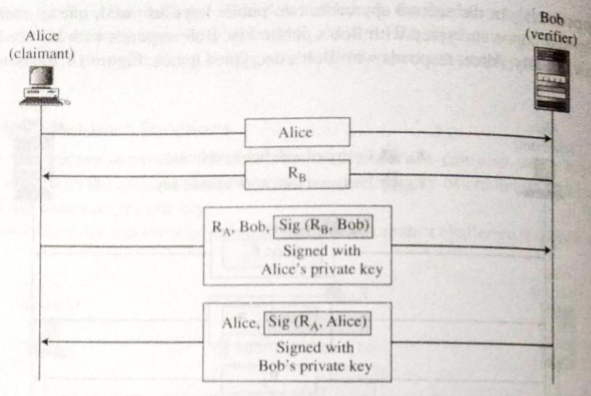 Alice
(claimant)
Bob
(verifier)
Alice
R_B
R_A, Bob, Sig (R_B, Bob)
Signed with
Alice's private key
Alice, Sig (R_A, Alice)
Signed with
Bob's private key